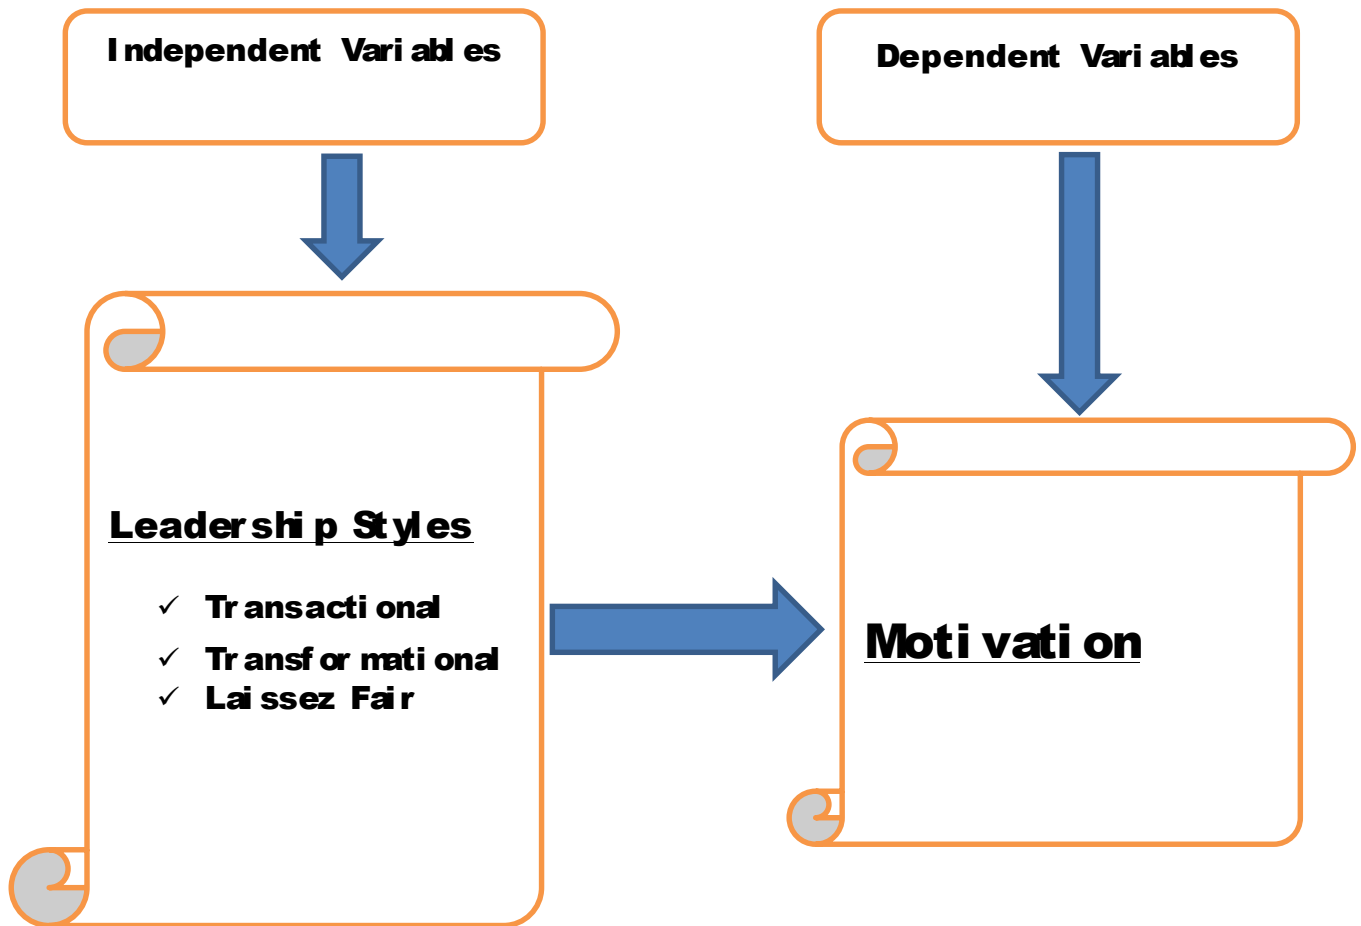 Independent Variables
Dependent Variables
Leadership Styles
✓ Transactional
✓ Transformational
✓ Laissez Fair
Motivation